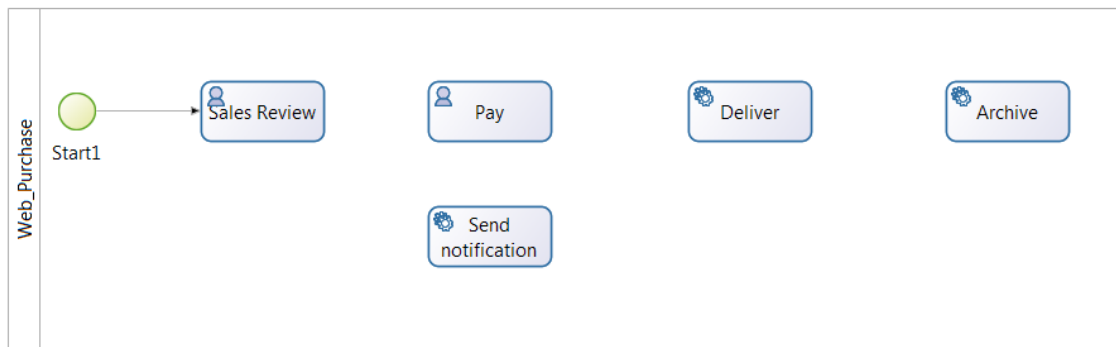 Web_Purchase
Start1
Sales Review
Pay
Deliver
Archive
Send
notification